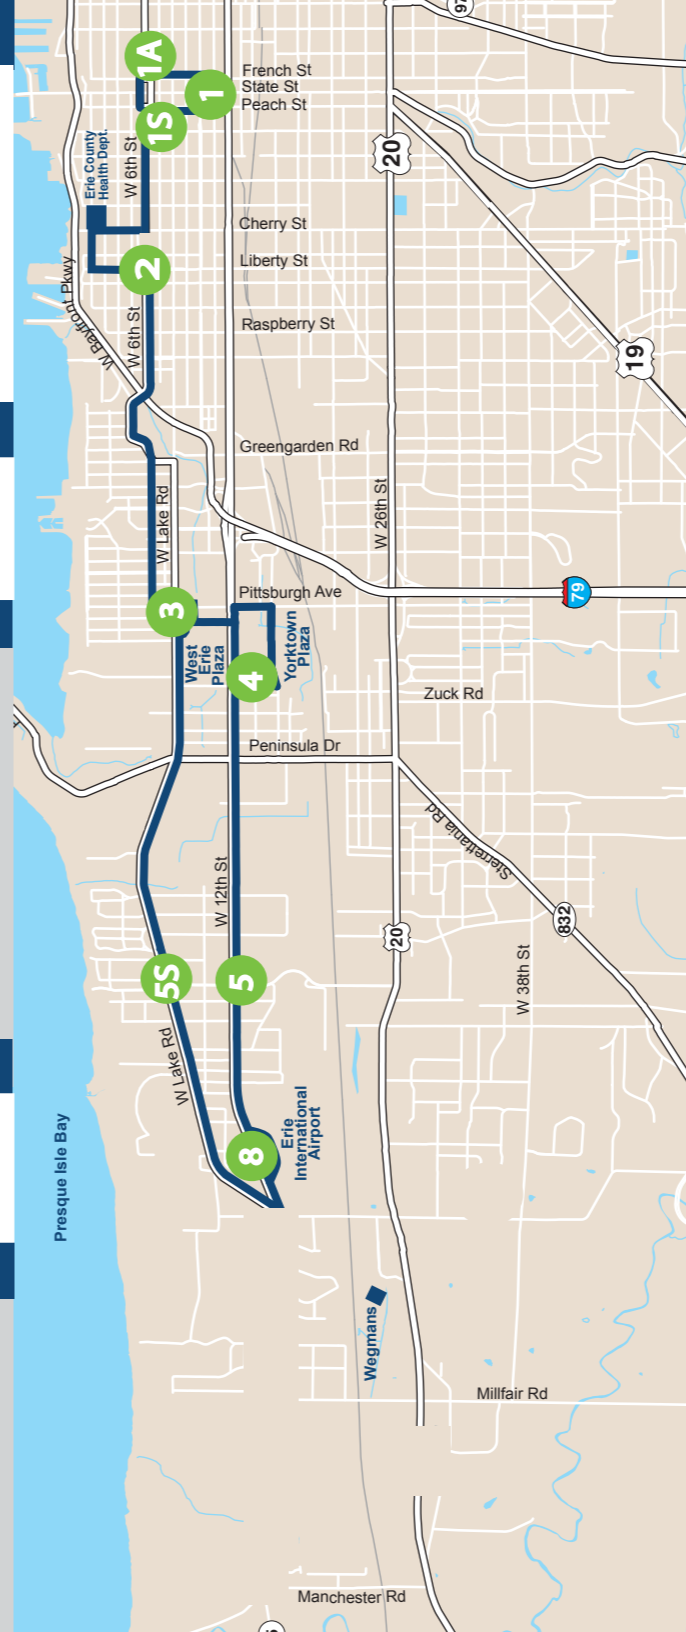 97
1A
French St
State St
Peach St
1
1S
Erie County
Health Dept.
W 6th St
20
Cherry St
2
Liberty St
W Bayfront Pkwy
W 6th St
Raspberry St
19
Greengarden Rd
W Lake Rd
W 26th St
Pittsburgh Ave
79
3
West
Erie
Plaza
4
Yorktown
Plaza
Zuck Rd
Peninsula Dr
Sterrettania Rd
W 12th St
832
20
5S
5
W 38th St
W Lake Rd
Presque Isle Bay
8
Erie
International
Airport
Wegmans
Millfair Rd
Manchester Rd